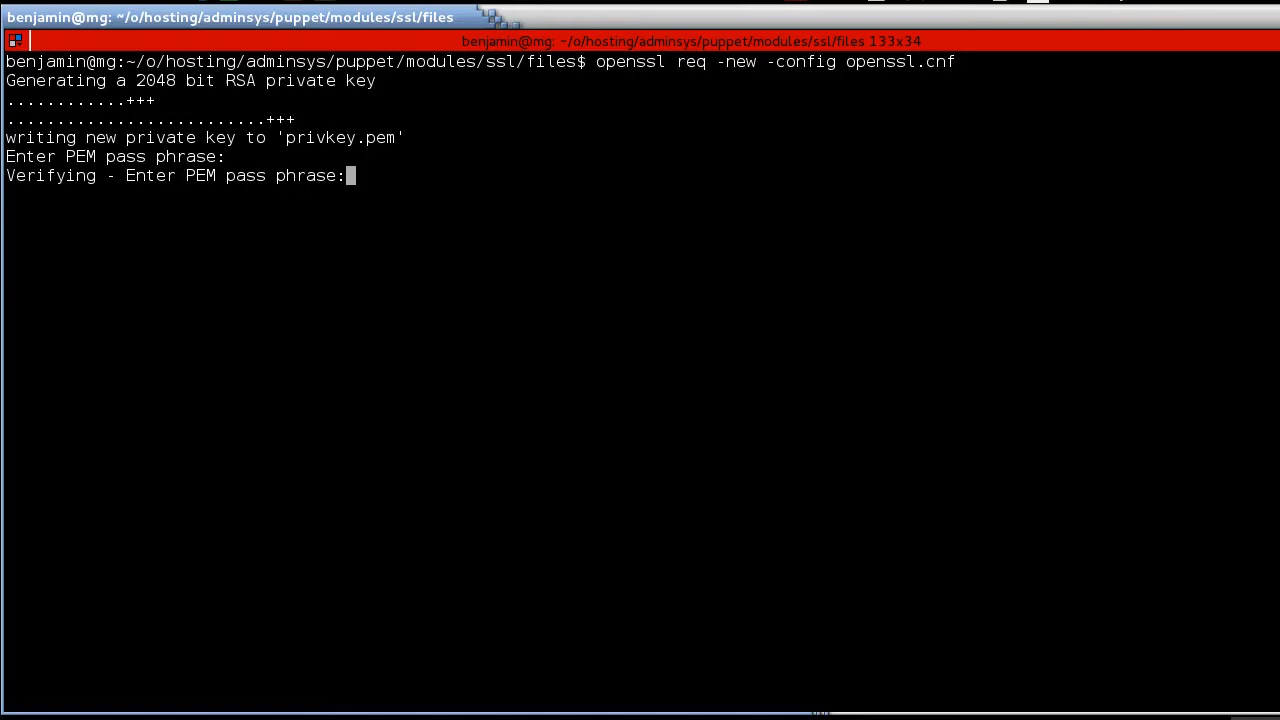 benjamin@mg: ~/o/hosting/adminsys/puppet/modules/ssl/files
benjamin@mg: ~/o/hosting/adminsys/puppet/modules/ssl/files 133x34
benjamin@mg:~/o/hosting/adminsys/puppet/modules/ssl/files$ openssl req -new -config openssl.cnf
Generating a 2048 bit RSA private key
............+++
..........................+++
writing new private key to 'privkey.pem'
Enter PEM pass phrase:
Verifying - Enter PEM pass phrase: